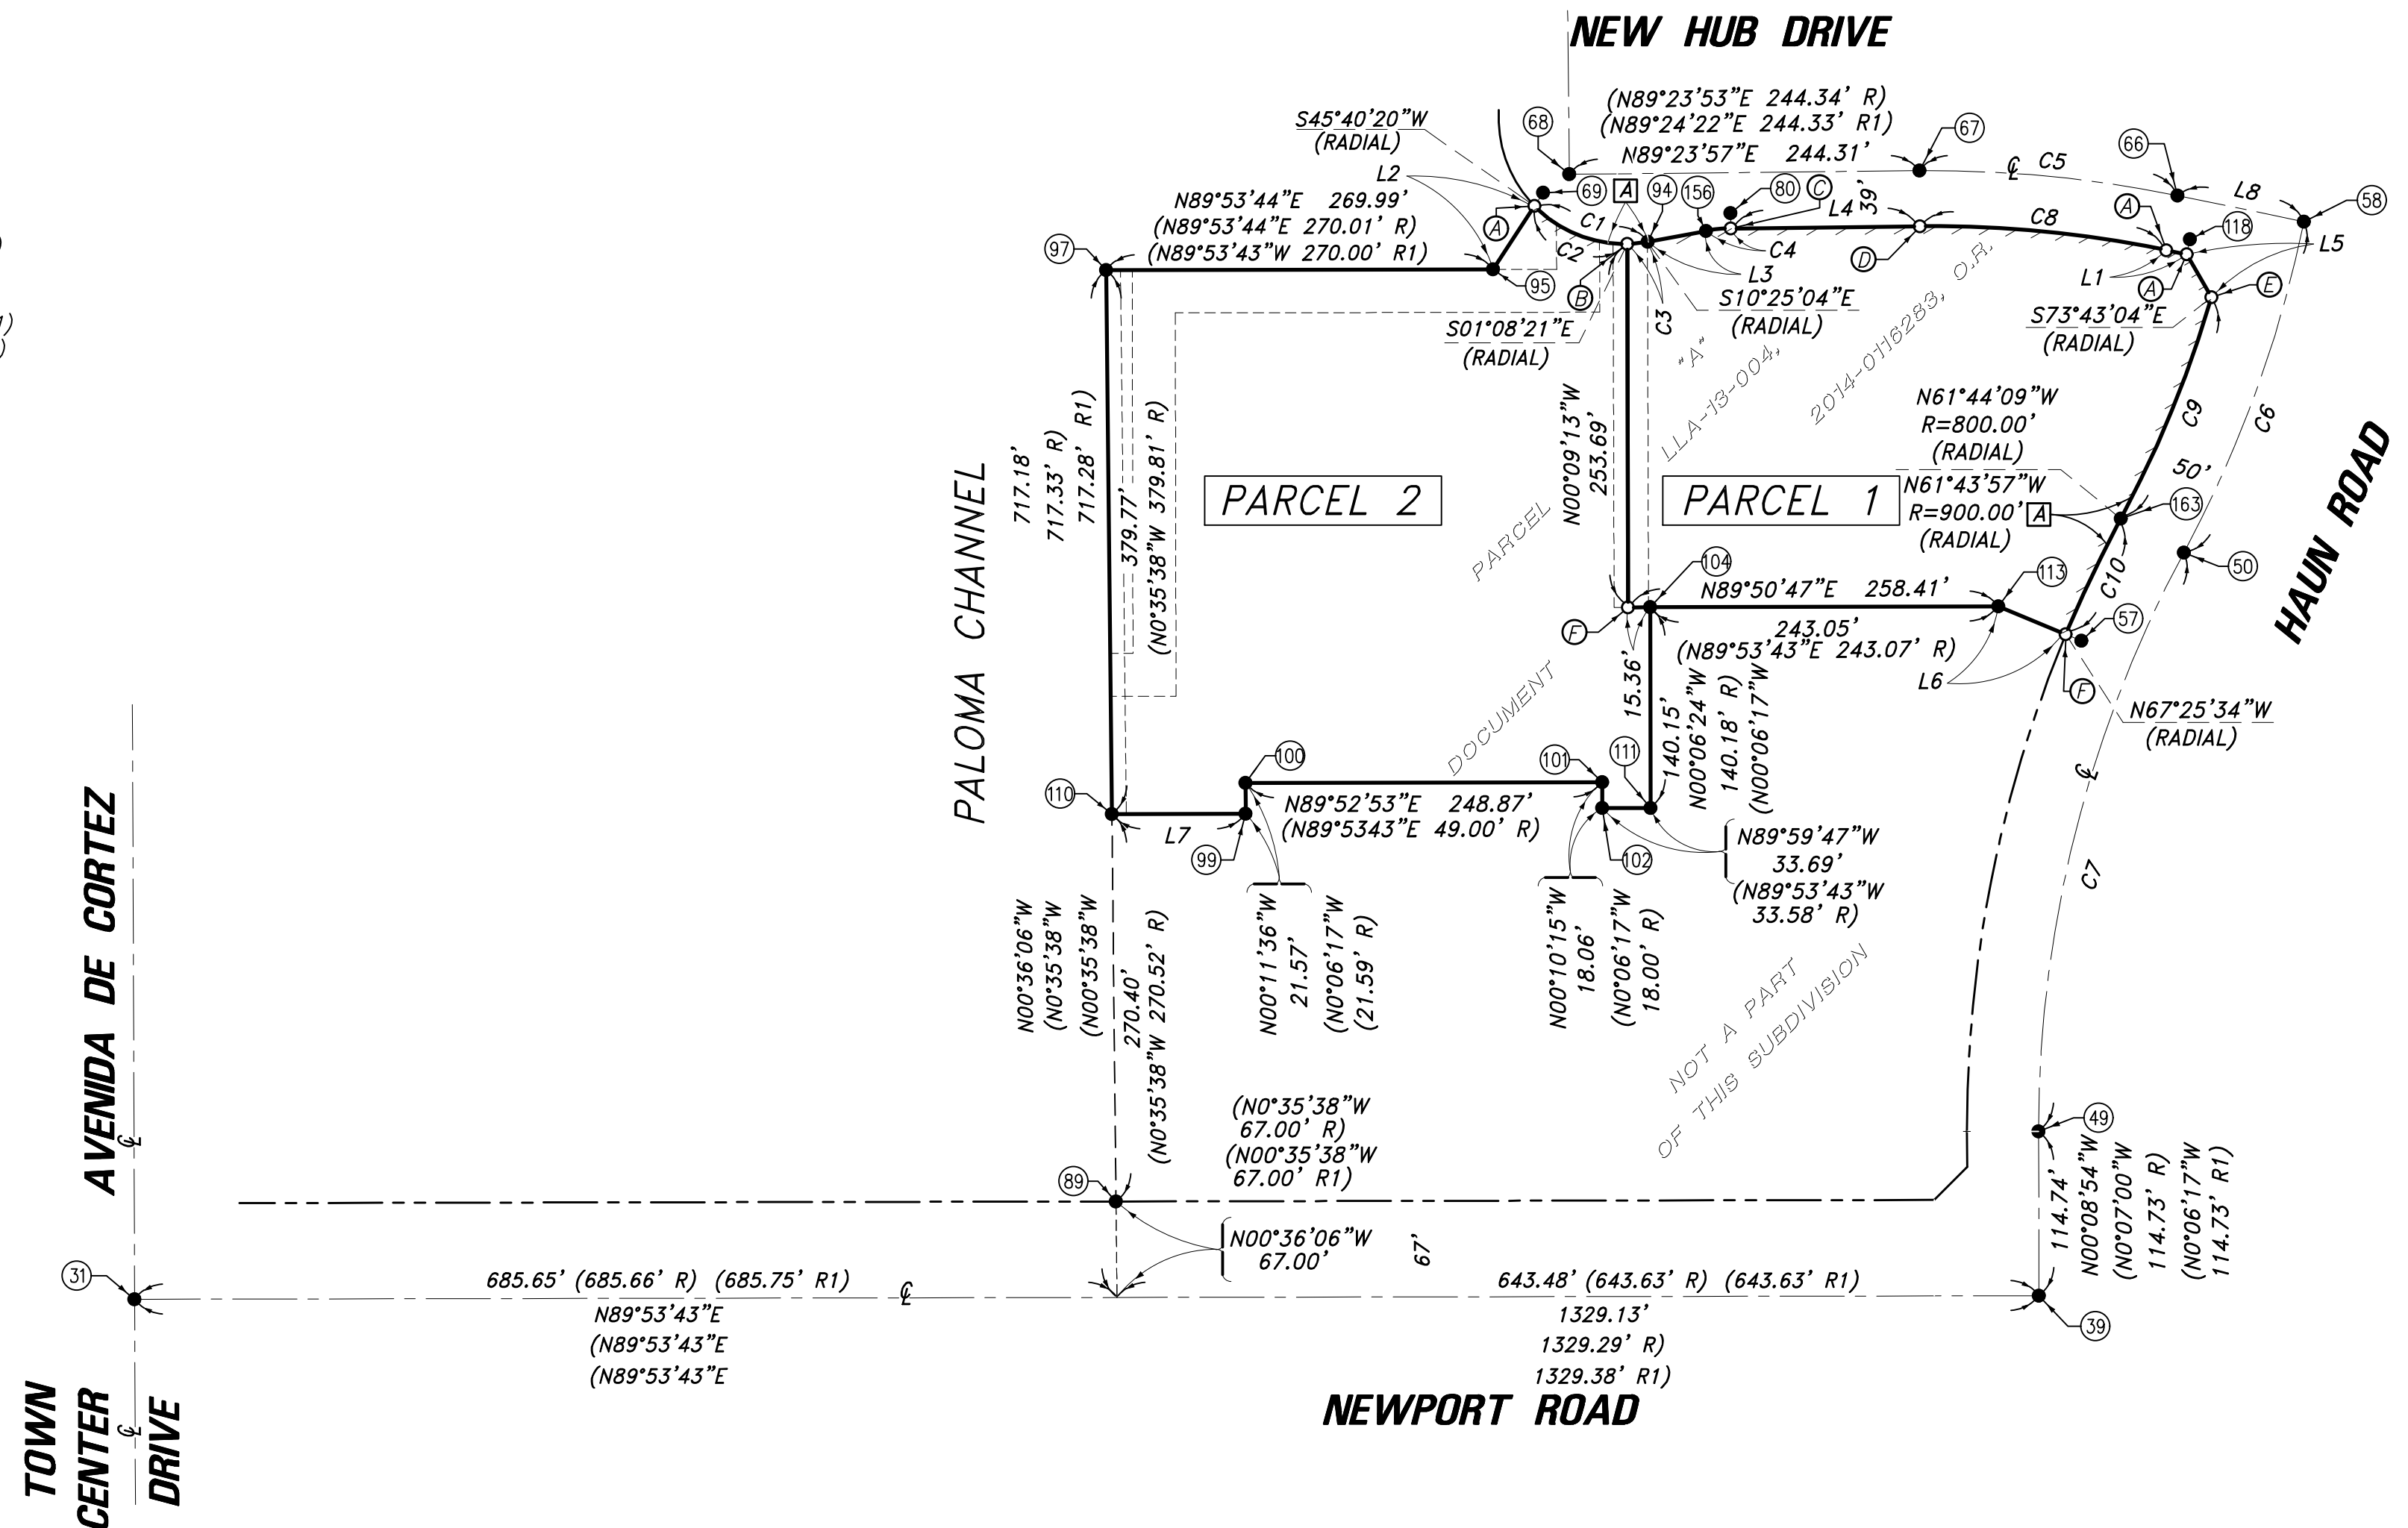 NEW HUB DRIVE
(N89°23'53"E 244.34' R)
(N89°24'22"E 244.33' R1)
N89°23'57"E 244.31'
S45°40'20"W
(RADIAL)
68
67
66
58
L2
69
A
94
156
80
C
L4
39'
℄ C5
L8
A
118
L5
N89°53'44"E 269.99'
(N89°53'44"E 270.01' R)
(N89°53'43"W 270.00' R1)
97
A
C1
C2
95
B
C3
L3
C4
D
C8
L1
A
E
S10°25'04"E
(RADIAL)
S01°08'21"E
(RADIAL)
S73°43'04"E
(RADIAL)
1)
)
717.18'
717.33' R)
717.28' R1)
379.77'
(N0°35'38"W 379.81' R)
PALOMA CHANNEL
PARCEL 2
PARCEL 1
N00°09'13"W
253.69'
PARCEL "A"
LLA-13-004,
DOCUMENT 2014-0116283, O.R.
N61°44'09"W
R=800.00'
(RADIAL)
N61°43'57"W
R=900.00' A
(RADIAL)
C9
C6
50'
163
50
C10
HAUN ROAD
104
N89°50'47"E 258.41'
113
243.05'
(N89°53'43"E 243.07' R)
57
F
L6
F
N67°25'34"W
(RADIAL)
15.36'
140.15'
N00°06'24"W
140.18' R)
(N00°06'17"W
110
L7
99
100
N89°52'53"E 248.87'
(N89°5343"E 49.00' R)
101
111
102
N89°59'47"W
33.69'
(N89°53'43"W
33.58' R)
℄
C7
N00°36'06"W
(N0°35'38"W
(N00°35'38"W
270.40'
(N0°35'38"W 270.52' R)
N00°11'36"W
21.57'
(N0°06'17"W
(21.59' R)
N00°10'15"W
18.06'
(N0°06'17"W
18.00' R)
NOT A PART
OF THIS SUBDIVISION
AVENIDA DE CORTEZ
℄
(N0°35'38"W
67.00' R)
(N00°35'38"W
67.00' R1)
89
N00°36'06"W
67.00'
67'
49
114.74'
N00°08'54"W
(N0°07'00"W
114.73' R)
(N0°06'17"W
114.73' R1)
31
685.65' (685.66' R) (685.75' R1) ℄
643.48' (643.63' R) (643.63' R1)
39
N89°53'43"E
(N89°53'43"E
(N89°53'43"E
1329.13'
1329.29' R)
1329.38' R1)
NEWPORT ROAD
TOWN
CENTER
℄
DRIVE